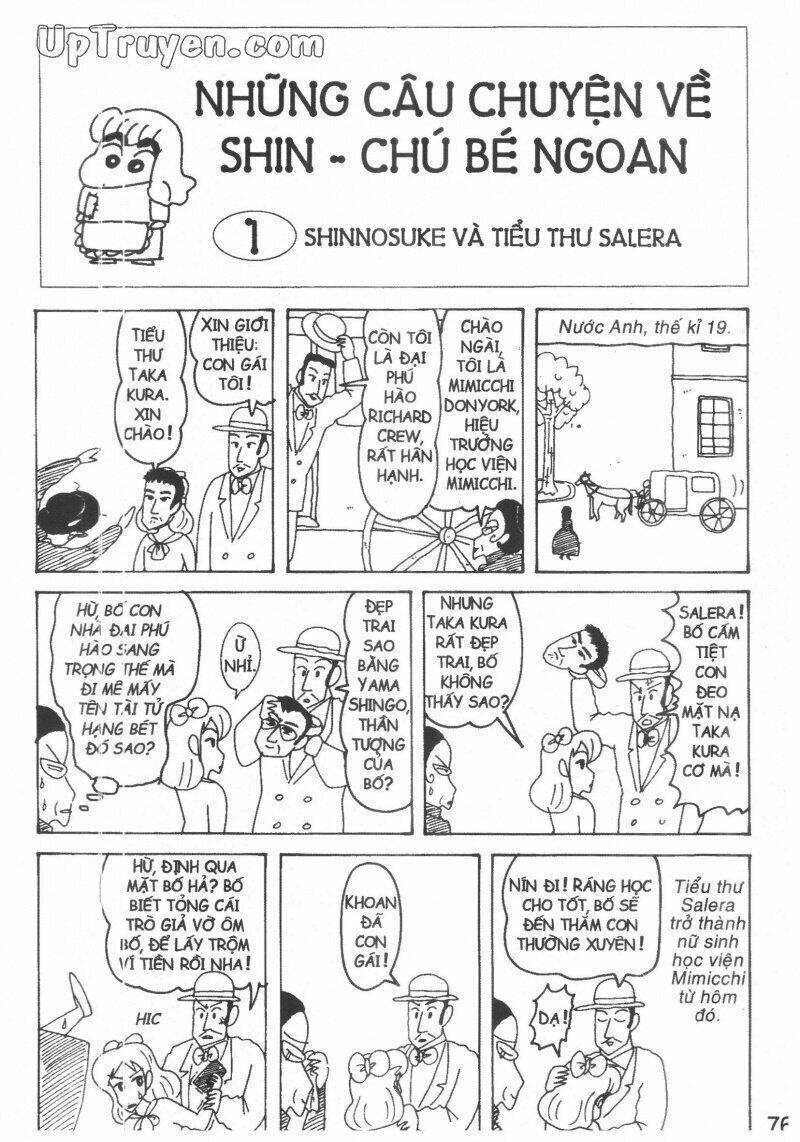 UpTruyen.com
NHỮNG CÂU CHUYỆN VỀ
SHIN - CHÚ BÉ NGOAN
1 SHINNOSUKE VÀ TIỂU THƯ SALERA
Nước Anh, thế kỉ 19.
CHÀO
NGÀI,
TÔI LÀ
MIMICCHI
DONYORK,
HIỆU
TRƯỞNG
HỌC VIỆN
MIMICCHI.
CÒN TÔI
LÀ ĐẠI
PHÚ
HÀO
RICHARD
CREW,
RẤT HÂN
HẠNH.
XIN GIỚI
THIỆU:
CON GÁI
TÔI!
TIỂU
THƯ
TAKA
KURA.
XIN
CHÀO!
SALERA!
BỐ CẤM
TIỆT
CON
ĐEO
MẶT NẠ
TAKA
KURA
CƠ MÀ!
NHƯNG
TAKA KURA
RẤT ĐẸP
TRAI, BỐ
KHÔNG
THẤY SAO?
ĐẸP
TRAI
SAO
BẰNG
YAMA
SHINGO,
THẦN
TƯỢNG
CỦA
BỐ?
Ừ
NHỈ.
HỪ, BỐ CON
NHÀ ĐẠI PHÚ
HÀO SANG
TRỌNG THẾ MÀ
ĐI MÊ MẤY
TÊN TÀI TỬ
HẠNG BÉT
ĐÓ SAO?
Tiểu thư
Salera
trở thành
nữ sinh
học viện
Mimicchi
từ hôm
đó.
NÍN ĐI! RÁNG HỌC
CHO TỐT, BỐ SẼ
ĐẾN THĂM CON
THƯỜNG XUYÊN!
DẠ!
KHOAN
ĐÃ
CON
GÁI!
HỪ, ĐỊNH QUA
MẶT BỐ HẢ? BỐ
BIẾT TỎNG CÁI
TRÒ GIẢ VỜ ÔM
BỐ, ĐỂ LẤY TRỘM
VÍ TIỀN RỒI NHA!
HIC